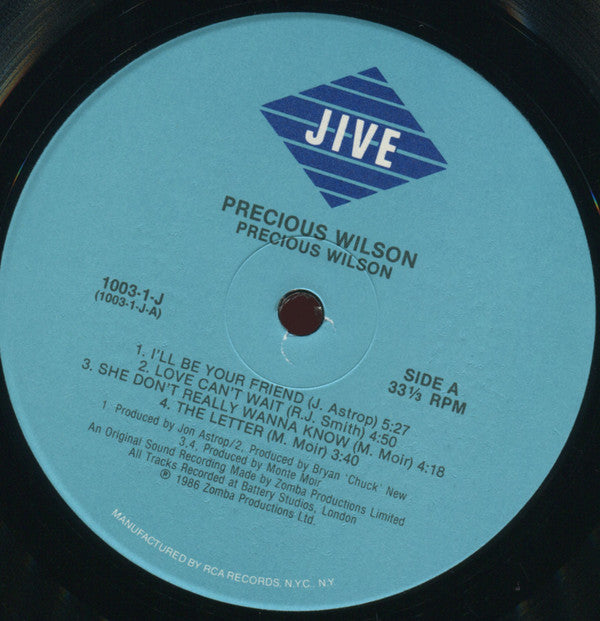 JIVE
PRECIOUS WILSON
PRECIOUS WILSON
1003-1-J
(1003-1-J-A)
SIDE A
33⅓ RPM
1. I'LL BE YOUR FRIEND (J. Astrop) 5:27
2. LOVE CAN'T WAIT (R.J. Smith) 4:50
3. SHE DON'T REALLY WANNA KNOW (M. Moir) 4:18
4. THE LETTER (M. Moir) 3:40
1 Produced by Jon Astrop/2, Produced by Bryan 'Chuck' New
3,4, Produced by Monte Moir
An Original Sound Recording Made by Zomba Productions Limited
All Tracks Recorded at Battery Studios, London
℗ 1986 Zomba Productions Ltd.
MANUFACTURED BY RCA RECORDS, N.Y.C., N.Y